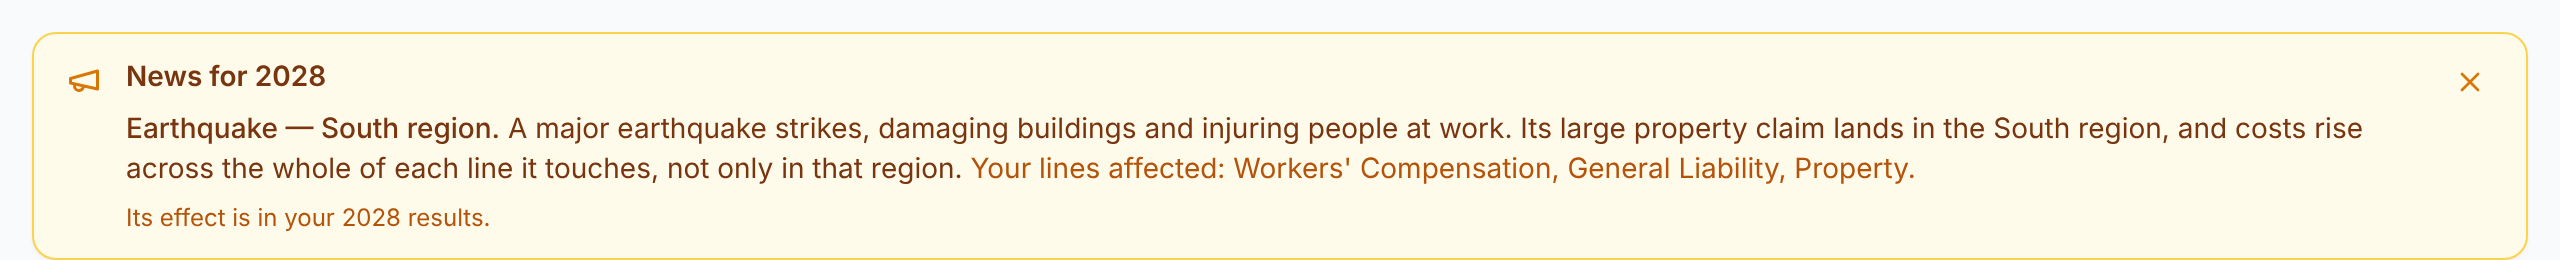 News for 2028
Earthquake — South region. A major earthquake strikes, damaging buildings and injuring people at work. Its large property claim lands in the South region, and costs rise
across the whole of each line it touches, not only in that region. Your lines affected: Workers' Compensation, General Liability, Property.
Its effect is in your 2028 results.